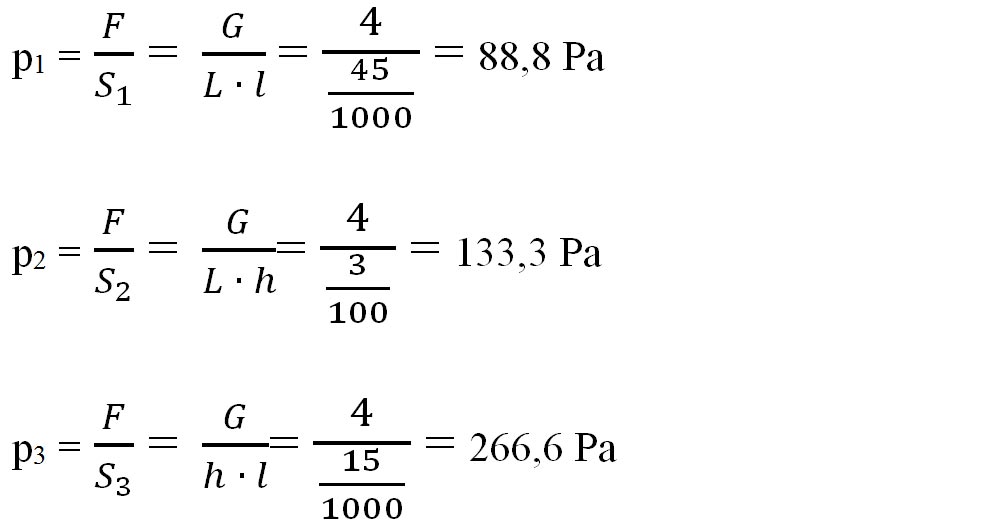 p₁ = F/S₁ = G/(L · l) = 4/(45/1000) = 88,8 Pa
p₂ = F/S₂ = G/(L · h) = 4/(3/100) = 133,3 Pa
p₃ = F/S₃ = G/(h · l) = 4/(15/1000) = 266,6 Pa